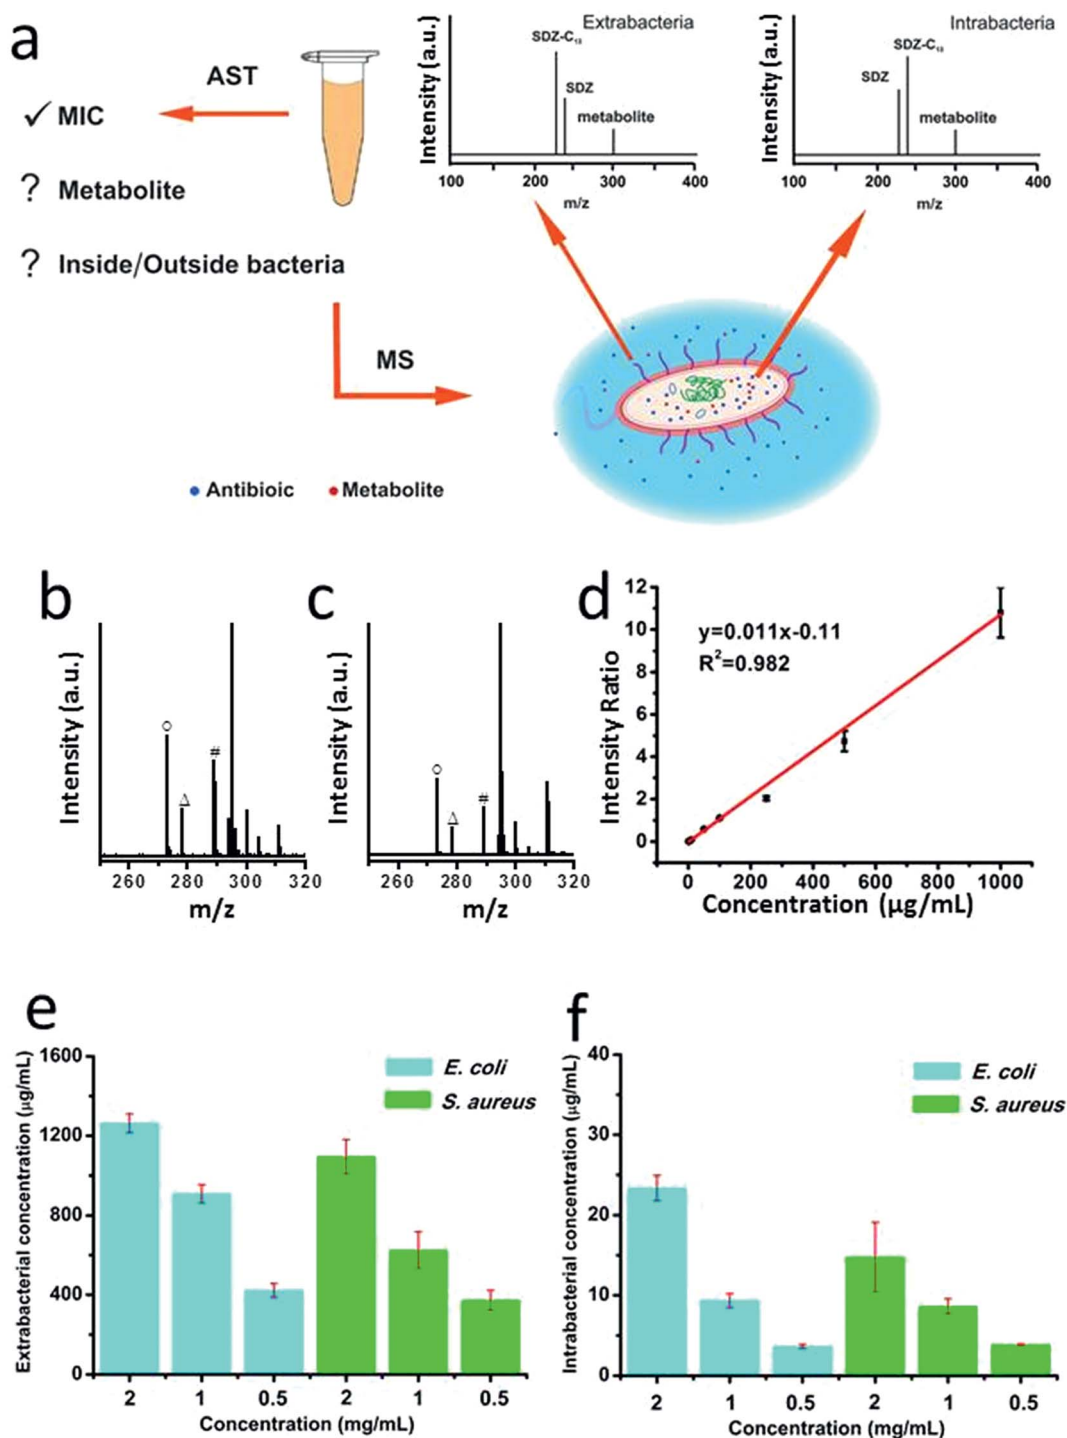 a
AST
✓ MIC
? Metabolite
? Inside/Outside bacteria
MS
Extrabacteria
Intensity (a.u.)
SDZ-C₁₃
SDZ
metabolite
100 200 300 400
m/z
Intrabacteria
Intensity (a.u.)
SDZ-C₁₃
SDZ
metabolite
100 200 300 400
m/z
Antibioic
Metabolite
b
Intensity (a.u.)
○
Δ
#
260 280 300 320
m/z
c
Intensity (a.u.)
○
Δ
#
260 280 300 320
m/z
d
Intensity Ratio
12
10
8
6
4
2
0
y=0.011x-0.11
R²=0.982
0 200 400 600 800 1000
Concentration (μg/mL)
e
Extrabacterial concentration (μg/mL)
1600
1200
800
400
0
E. coli
S. aureus
2 1 0.5 2 1 0.5
Concentration (mg/mL)
f
Intrabacterial concentration (μg/mL)
40
30
20
10
0
E. coli
S. aureus
2 1 0.5 2 1 0.5
Concentration (mg/mL)